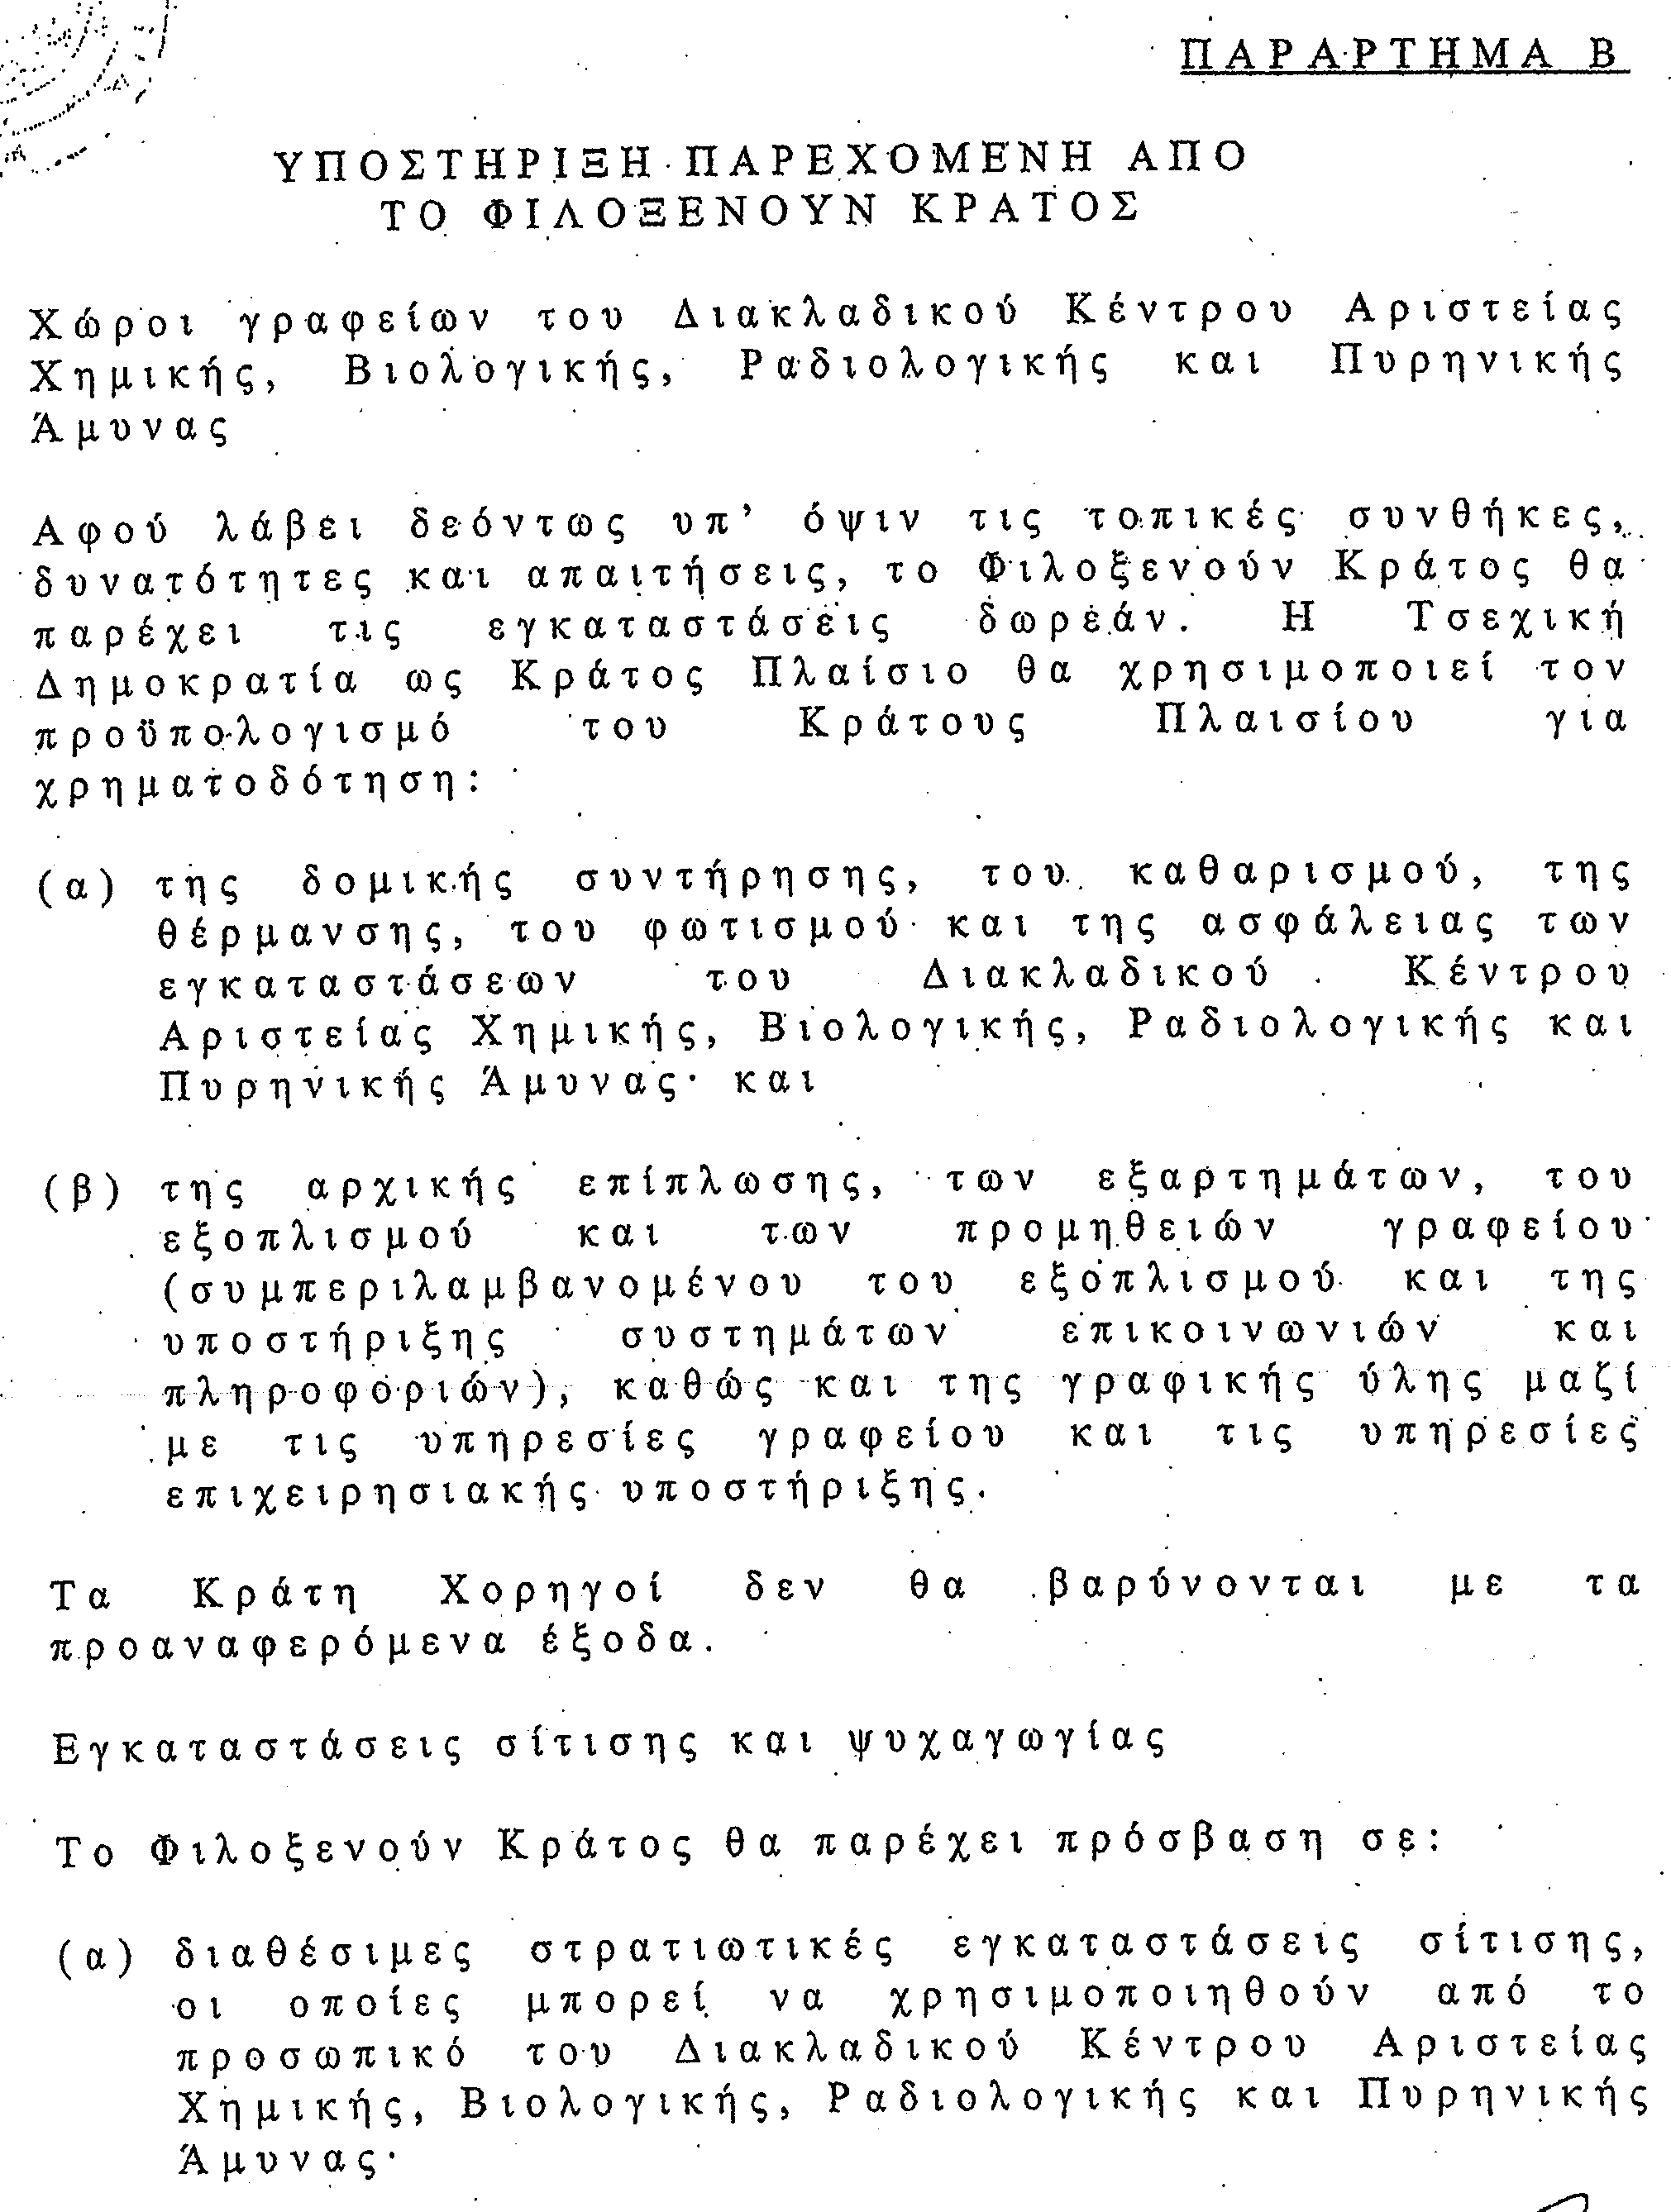 ΠΑΡΑΡΤΗΜΑ Β
ΥΠΟΣΤΗΡΙΞΗ ΠΑΡΕΧΟΜΕΝΗ ΑΠΟ
ΤΟ ΦΙΛΟΞΕΝΟΥΝ ΚΡΑΤΟΣ
Χώροι γραφείων του Διακλαδικού Κέντρου Αριστείας
Χημικής, Βιολογικής, Ραδιολογικής και Πυρηνικής
Άμυνας
Αφού λάβει δεόντως υπ' όψιν τις τοπικές συνθήκες,
δυνατότητες και απαιτήσεις, το Φιλοξενούν Κράτος θα
παρέχει τις εγκαταστάσεις δωρεάν. Η Τσεχική
Δημοκρατία ως Κράτος Πλαίσιο θα χρησιμοποιεί τον
προϋπολογισμό του Κράτους Πλαισίου για
χρηματοδότηση:
(α) της δομικής συντήρησης, του καθαρισμού, της
θέρμανσης, του φωτισμού και της ασφάλειας των
εγκαταστάσεων του Διακλαδικού Κέντρου
Αριστείας Χημικής, Βιολογικής, Ραδιολογικής και
Πυρηνικής Άμυνας· και
(β) της αρχικής επίπλωσης, των εξαρτημάτων, του
εξοπλισμού και των προμηθειών γραφείου
(συμπεριλαμβανομένου του εξοπλισμού και της
υποστήριξης συστημάτων επικοινωνιών και
πληροφοριών), καθώς και της γραφικής ύλης μαζί
με τις υπηρεσίες γραφείου και τις υπηρεσίες
επιχειρησιακής υποστήριξης.
Τα Κράτη Χορηγοί δεν θα βαρύνονται με τα
προαναφερόμενα έξοδα.
Εγκαταστάσεις σίτισης και ψυχαγωγίας
Το Φιλοξενούν Κράτος θα παρέχει πρόσβαση σε:
(α) διαθέσιμες στρατιωτικές εγκαταστάσεις σίτισης,
οι οποίες μπορεί να χρησιμοποιηθούν από το
προσωπικό του Διακλαδικού Κέντρου Αριστείας
Χημικής, Βιολογικής, Ραδιολογικής και Πυρηνικής
Άμυνας·